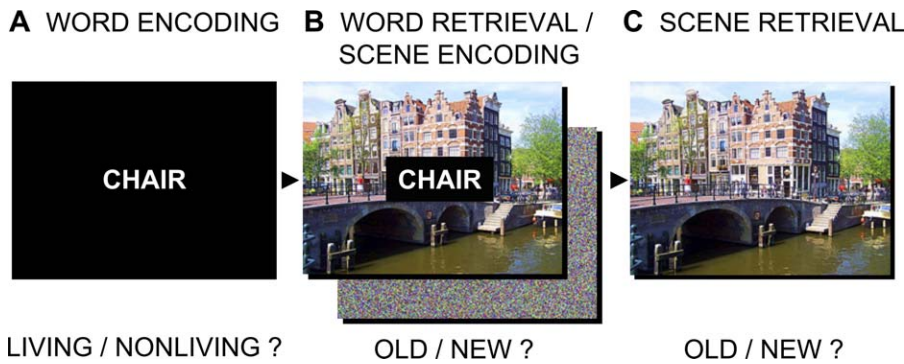 A WORD ENCODING
B WORD RETRIEVAL /
SCENE ENCODING
C SCENE RETRIEVAL
CHAIR
CHAIR
LIVING / NONLIVING ?
OLD / NEW ?
OLD / NEW ?